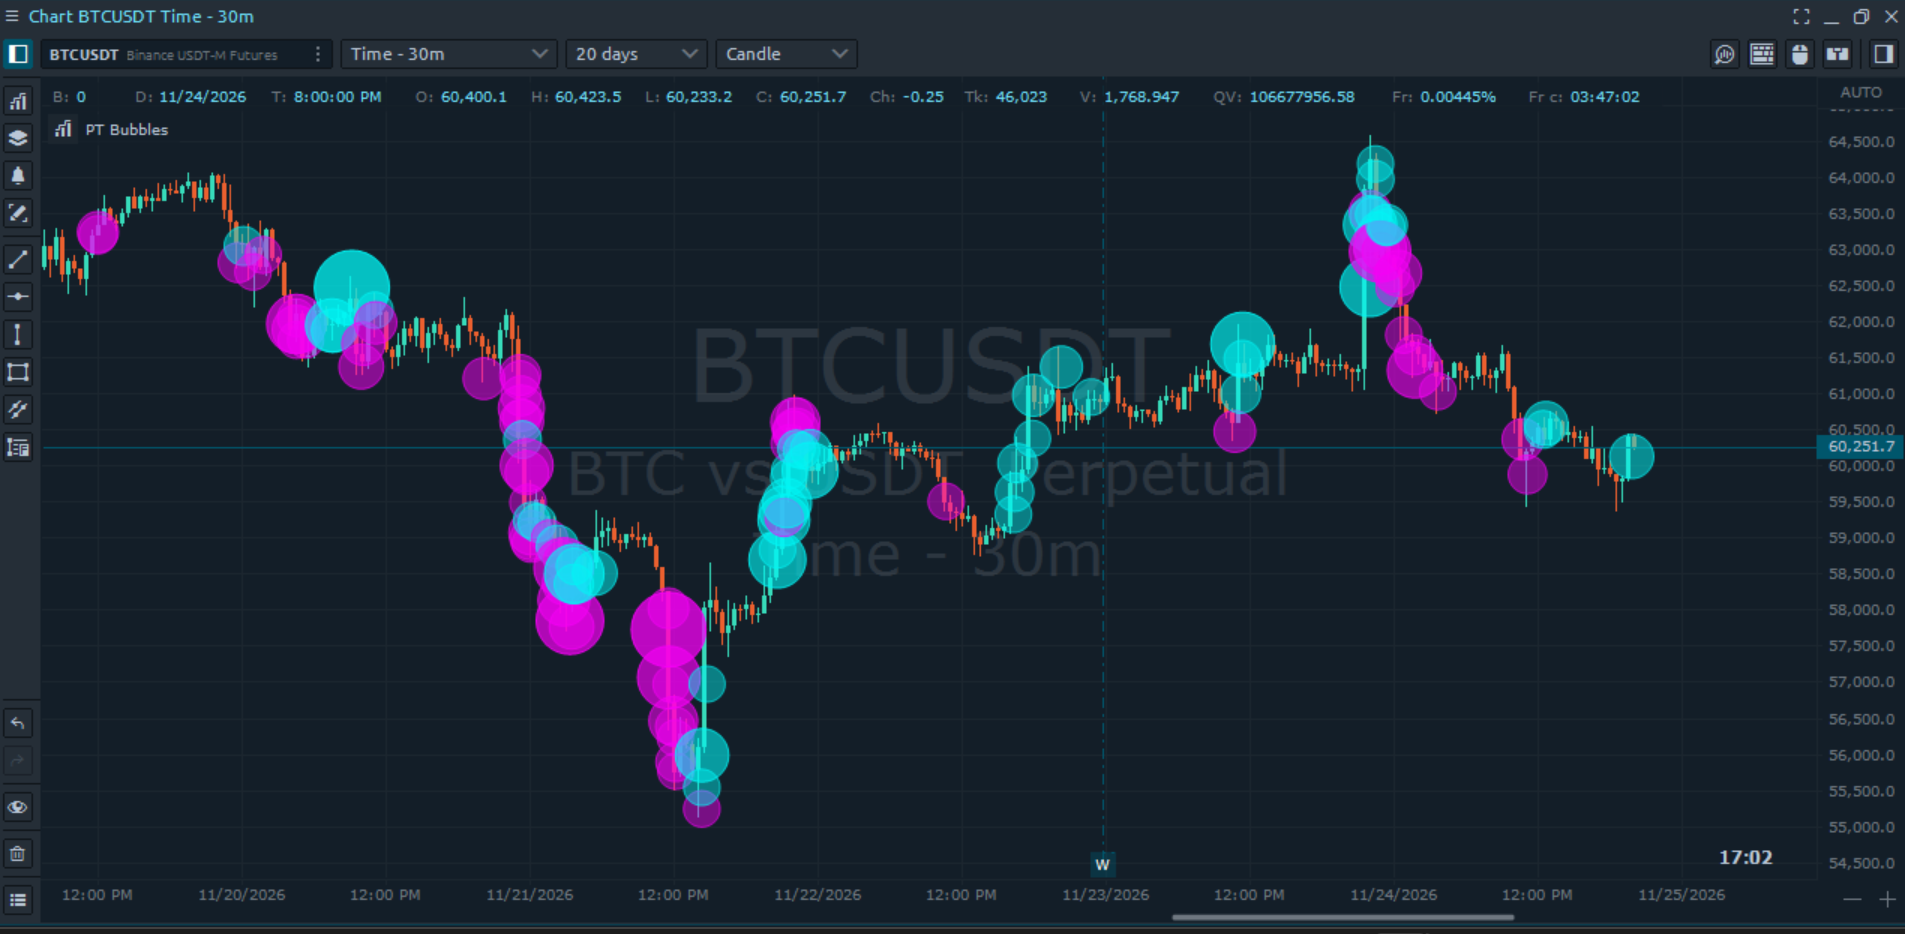 Chart BTCUSDT Time - 30m
BTCUSDT Binance USDT-M Futures Time - 30m 20 days Candle
B: 0 D: 11/24/2026 T: 8:00:00 PM O: 60,400.1 H: 60,423.5 L: 60,233.2 C: 60,251.7 Ch: -0.25 Tk: 46,023 V: 1,768.947 QV: 106677956.58 Fr: 0.00445% Fr c: 03:47:02 AUTO
PT Bubbles
64,500.0
64,000.0
63,500.0
63,000.0
62,500.0
62,000.0
BTCUSDT
61,500.0
61,000.0
60,500.0
60,251.7
60,000.0
BTC vs USDT Perpetual
59,500.0
59,000.0
Time - 30m
58,500.0
58,000.0
57,500.0
57,000.0
56,500.0
56,000.0
55,500.0
55,000.0
54,500.0
17:02
W
12:00 PM 11/20/2026 12:00 PM 11/21/2026 12:00 PM 11/22/2026 12:00 PM 11/23/2026 12:00 PM 11/24/2026 12:00 PM 11/25/2026